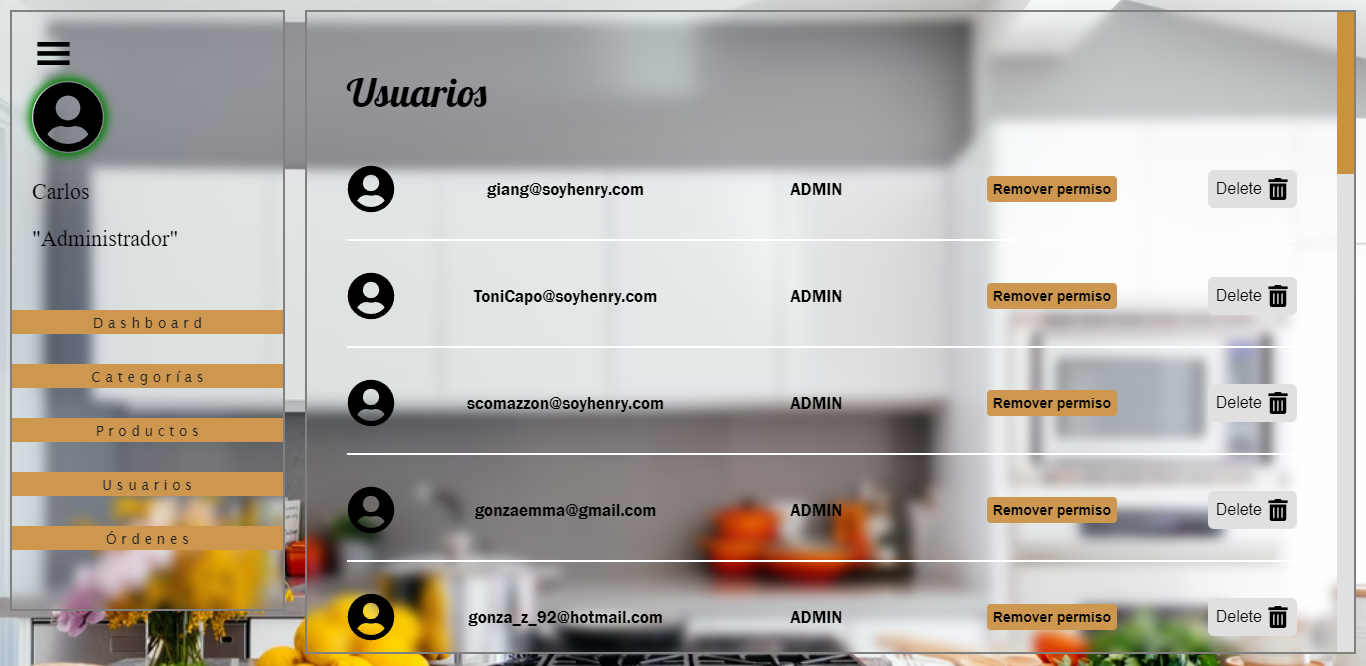 Usuarios
Carlos
"Administrador"
Dashboard
Categorías
Productos
Usuarios
Órdenes
giang@soyhenry.com ADMIN Remover permiso Delete
ToniCapo@soyhenry.com ADMIN Remover permiso Delete
scomazzon@soyhenry.com ADMIN Remover permiso Delete
gonzaemma@gmail.com ADMIN Remover permiso Delete
gonza_z_92@hotmail.com ADMIN Remover permiso Delete